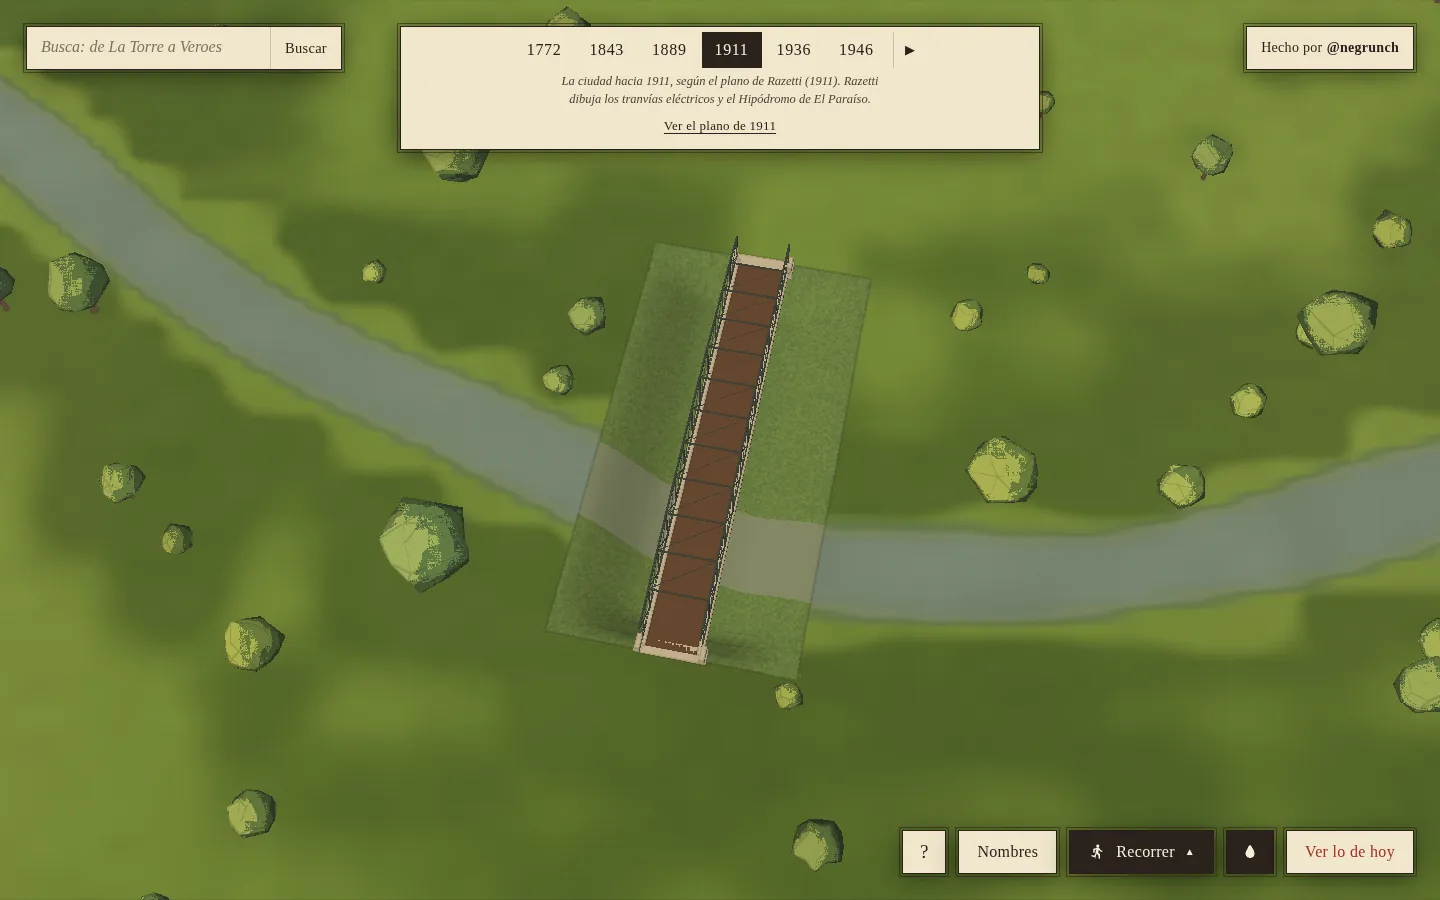 Busca: de La Torre a Veroes
Buscar
1772 1843 1889 1911 1936 1946
La ciudad hacia 1911, según el plano de Razetti (1911). Razetti
dibuja los tranvías eléctricos y el Hipódromo de El Paraíso.
Ver el plano de 1911
Hecho por @negrunch
?
Nombres
Recorrer
Ver lo de hoy